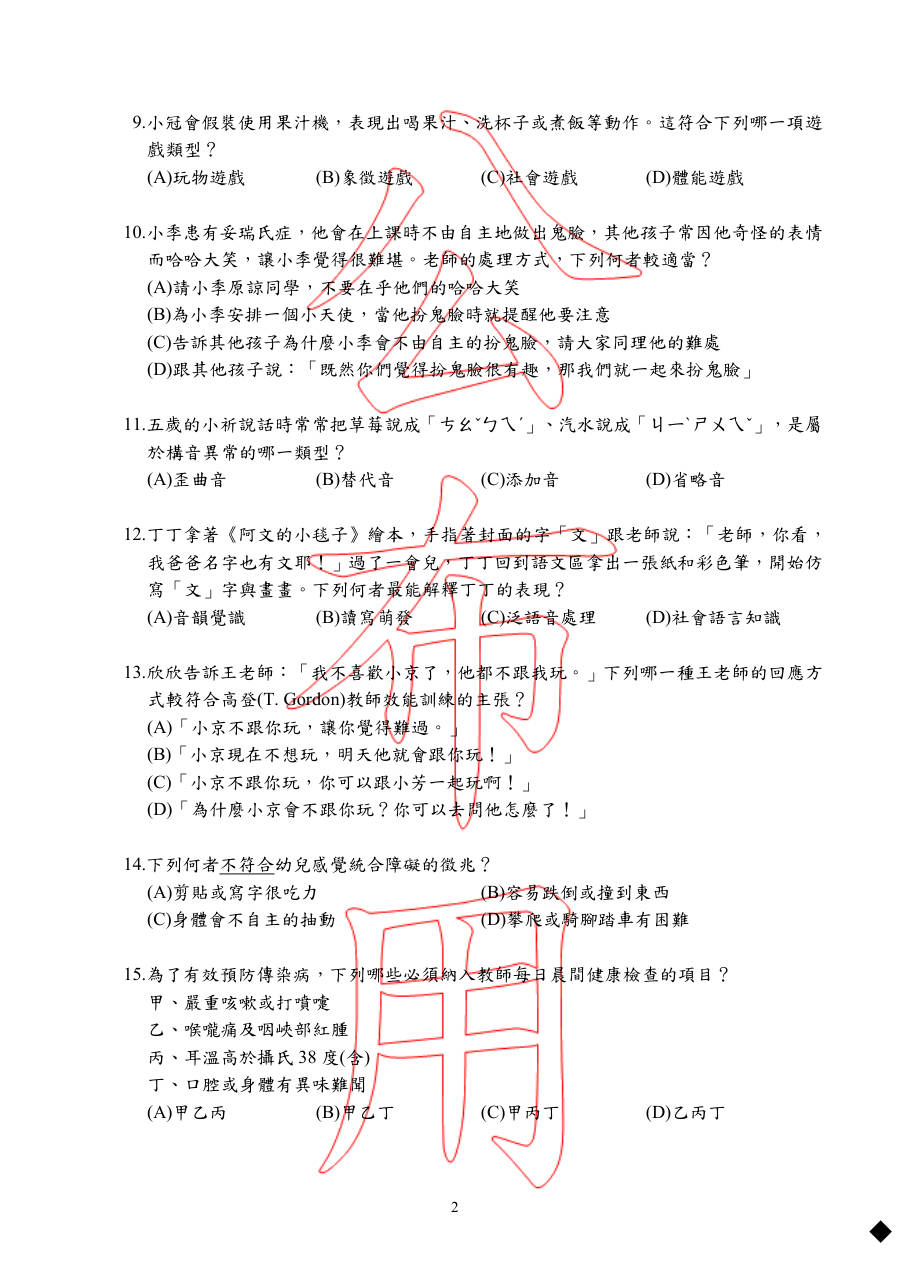 9.小冠會假裝使用果汁機，表現出喝果汁、洗杯子或煮飯等動作。這符合下列哪一項遊
戲類型？
(A)玩物遊戲 (B)象徵遊戲 (C)社會遊戲 (D)體能遊戲
10.小季患有妥瑞氏症，他會在上課時不由自主地做出鬼臉，其他孩子常因他奇怪的表情
而哈哈大笑，讓小季覺得很難堪。老師的處理方式，下列何者較適當？
(A)請小季原諒同學，不要在乎他們的哈哈大笑
(B)為小季安排一個小天使，當他扮鬼臉時就提醒他要注意
(C)告訴其他孩子為什麼小季會不由自主的扮鬼臉，請大家同理他的難處
(D)跟其他孩子說：「既然你們覺得扮鬼臉很有趣，那我們就一起來扮鬼臉」
11.五歲的小祈說話時常常把草莓說成「ㄘㄠˇㄅㄟˊ」、汽水說成「ㄐㄧˋㄕㄨㄟˇ」，是屬
於構音異常的哪一類型？
(A)歪曲音 (B)替代音 (C)添加音 (D)省略音
12.丁丁拿著《阿文的小毯子》繪本，手指著封面的字「文」跟老師說：「老師，你看，
我爸爸名字也有文耶！」過了一會兒，丁丁回到語文區拿出一張紙和彩色筆，開始仿
寫「文」字與畫畫。下列何者最能解釋丁丁的表現？
(A)音韻覺識 (B)讀寫萌發 (C)泛語音處理 (D)社會語言知識
13.欣欣告訴王老師：「我不喜歡小京了，他都不跟我玩。」下列哪一種王老師的回應方
式較符合高登(T. Gordon)教師效能訓練的主張？
(A)「小京不跟你玩，讓你覺得難過。」
(B)「小京現在不想玩，明天他就會跟你玩！」
(C)「小京不跟你玩，你可以跟小芳一起玩啊！」
(D)「為什麼小京會不跟你玩？你可以去問他怎麼了！」
14.下列何者不符合幼兒感覺統合障礙的徵兆？
(A)剪貼或寫字很吃力 (B)容易跌倒或撞到東西
(C)身體會不自主的抽動 (D)攀爬或騎腳踏車有困難
15.為了有效預防傳染病，下列哪些必須納入教師每日晨間健康檢查的項目？
甲、嚴重咳嗽或打噴嚏
乙、喉嚨痛及咽峽部紅腫
丙、耳溫高於攝氏 38 度(含)
丁、口腔或身體有異味難聞
(A)甲乙丙 (B)甲乙丁 (C)甲丙丁 (D)乙丙丁
公布用
2